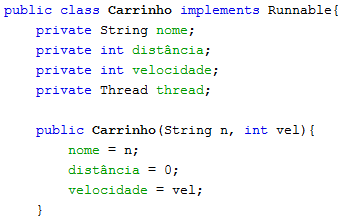 public class Carrinho implements Runnable{
    private String nome;
    private int distância;
    private int velocidade;
    private Thread thread;

    public Carrinho(String n, int vel){
        nome = n;
        distância = 0;
        velocidade = vel;
    }